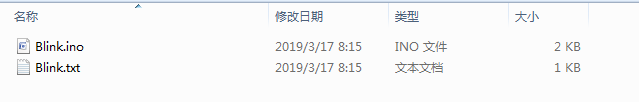 名称 修改日期 类型 大小
Blink.ino 2019/3/17 8:15 INO 文件 2 KB
Blink.txt 2019/3/17 8:15 文本文档 1 KB